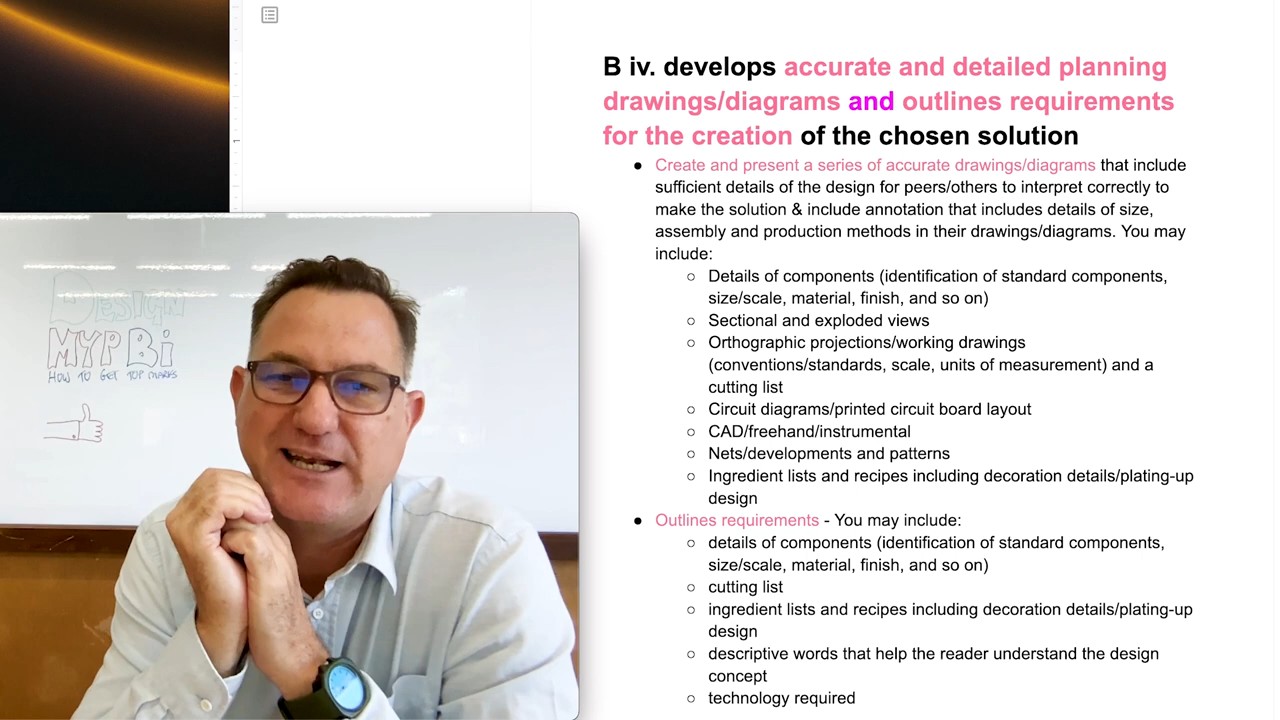 B iv. develops accurate and detailed planning
drawings/diagrams and outlines requirements
for the creation of the chosen solution
● Create and present a series of accurate drawings/diagrams that include
sufficient details of the design for peers/others to interpret correctly to
make the solution & include annotation that includes details of size,
assembly and production methods in their drawings/diagrams. You may
include:
○ Details of components (identification of standard components,
size/scale, material, finish, and so on)
○ Sectional and exploded views
○ Orthographic projections/working drawings
(conventions/standards, scale, units of measurement) and a
cutting list
○ Circuit diagrams/printed circuit board layout
○ CAD/freehand/instrumental
○ Nets/developments and patterns
○ Ingredient lists and recipes including decoration details/plating-up
design
● Outlines requirements - You may include:
○ details of components (identification of standard components,
size/scale, material, finish, and so on)
○ cutting list
○ ingredient lists and recipes including decoration details/plating-up
design
○ descriptive words that help the reader understand the design
concept
○ technology required
DESIGN
MYP Bi
HOW TO GET TOP MARKS
1